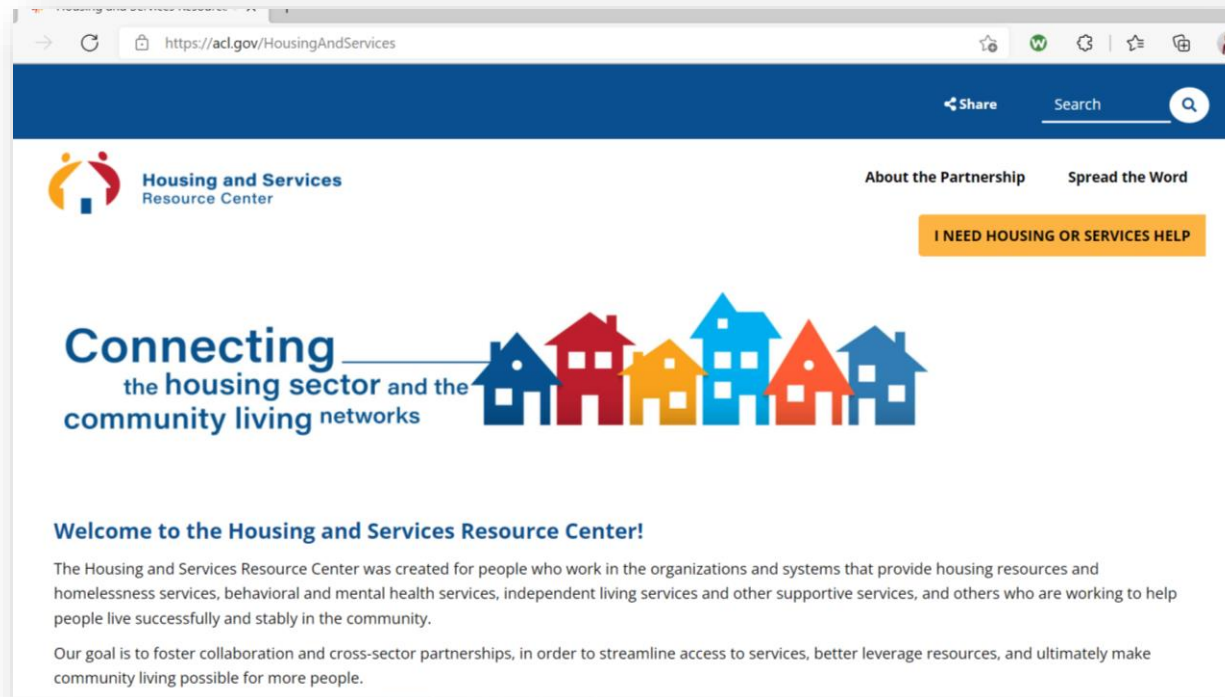 https://acl.gov/HousingAndServices
Share
Search
Housing and Services
Resource Center
About the Partnership
Spread the Word
I NEED HOUSING OR SERVICES HELP
Connecting
the housing sector and the
community living networks
Welcome to the Housing and Services Resource Center!
The Housing and Services Resource Center was created for people who work in the organizations and systems that provide housing resources and
homelessness services, behavioral and mental health services, independent living services and other supportive services, and others who are working to help
people live successfully and stably in the community.
Our goal is to foster collaboration and cross-sector partnerships, in order to streamline access to services, better leverage resources, and ultimately make
community living possible for more people.